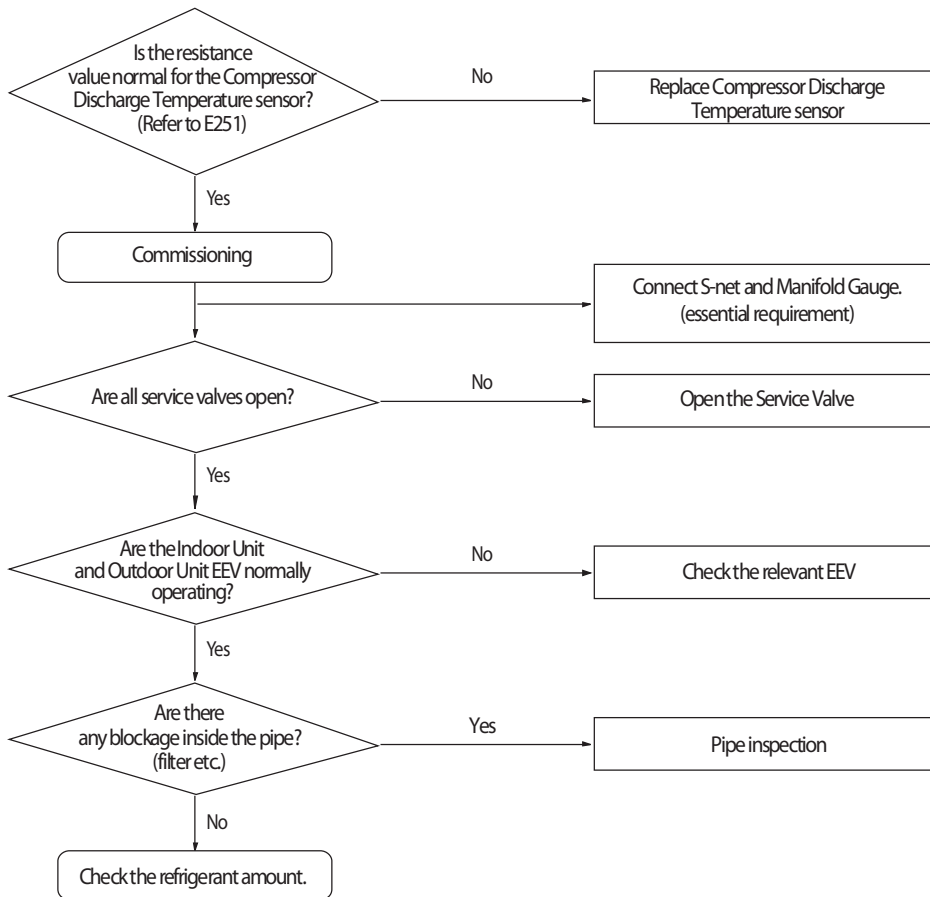 Is the resistance
value normal for the Compressor
Discharge Temperature sensor?
(Refer to E251)
No
Replace Compressor Discharge
Temperature sensor
Yes
Commissioning
Connect S-net and Manifold Gauge.
(essential requirement)
Are all service valves open?
No
Open the Service Valve
Yes
Are the Indoor Unit
and Outdoor Unit EEV normally
operating?
No
Check the relevant EEV
Yes
Are there
any blockage inside the pipe?
(filter etc.)
Yes
Pipe inspection
No
Check the refrigerant amount.